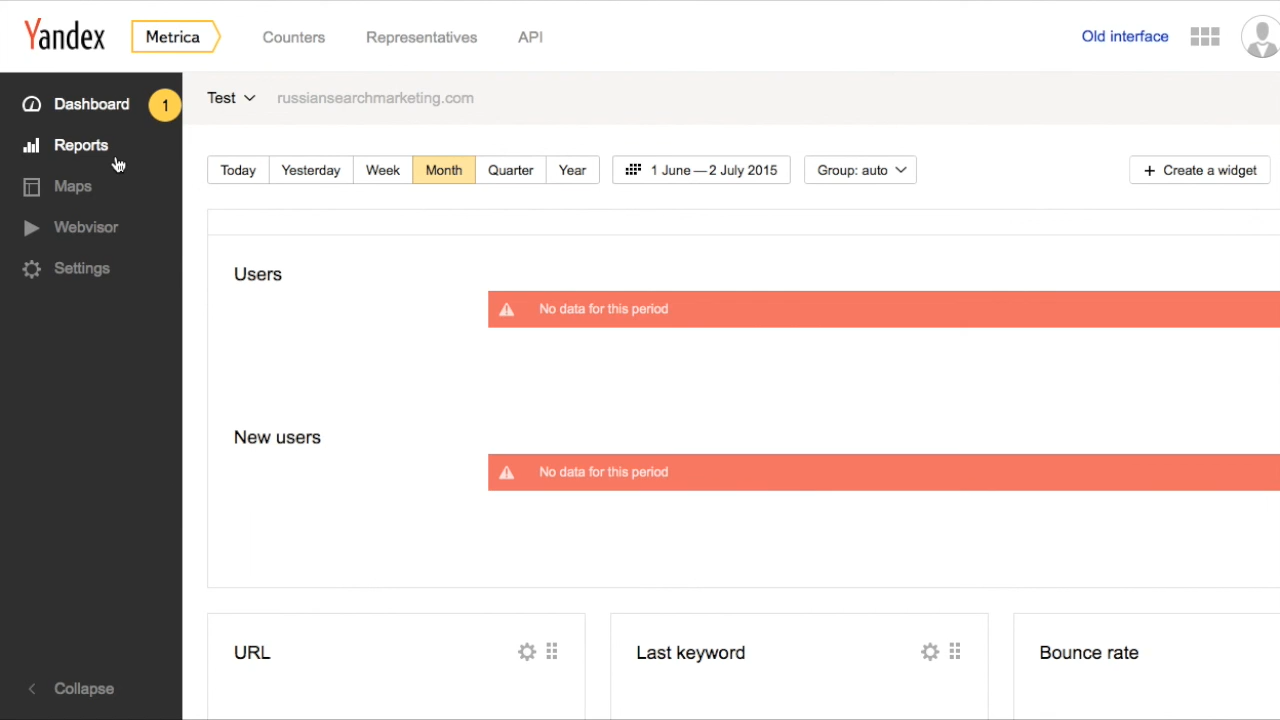 Yandex Metrica Counters Representatives API Old interface
Dashboard 1
Reports
Maps
Webvisor
Settings
Collapse
Test russiansearchmarketing.com
Today Yesterday Week Month Quarter Year 1 June — 2 July 2015 Group: auto + Create a widget
Users
No data for this period
New users
No data for this period
URL Last keyword Bounce rate